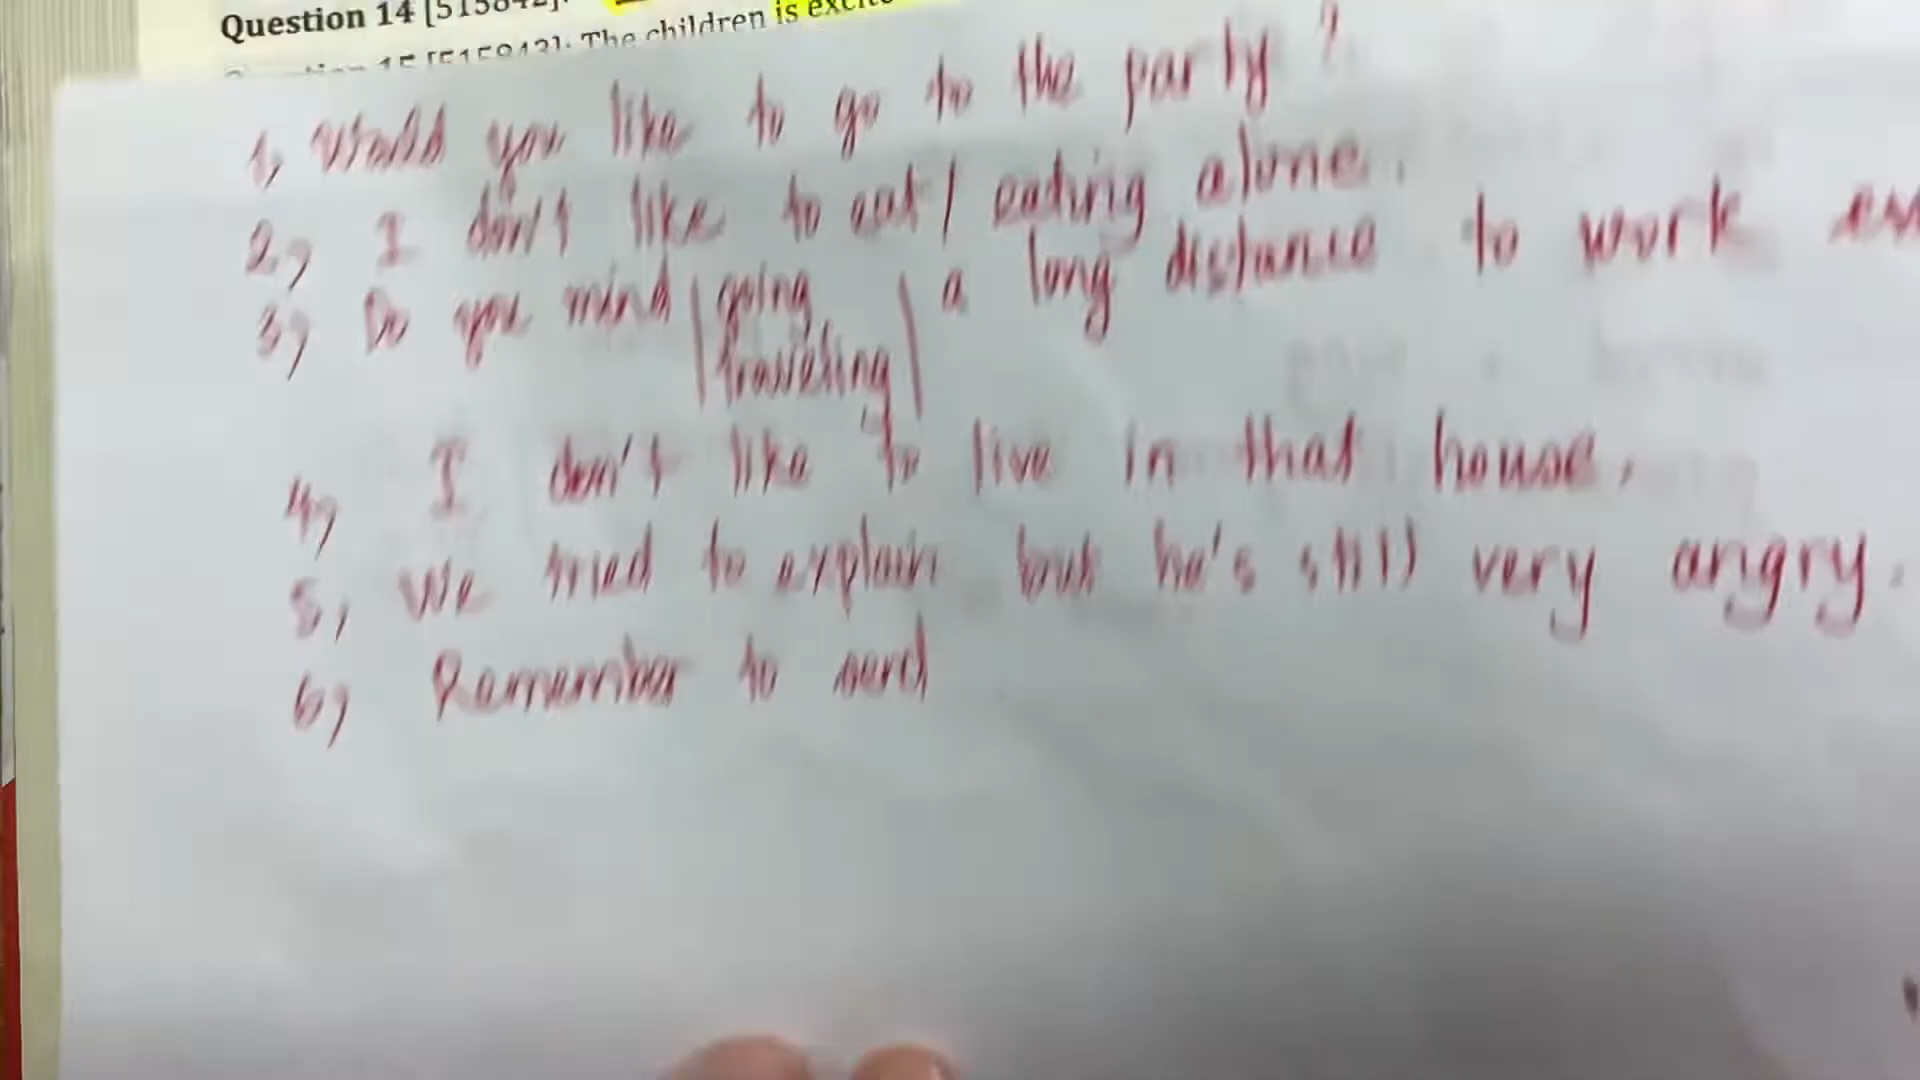 Question 14
The children is
1, Would you like to go to the party?
2, I don't like to eat / eating alone.
3, Do you mind | going | a long distance to work
| traveling |
4, I don't like to live in that house.
5, We tried to explain but he's still very angry.
6, Remember to send